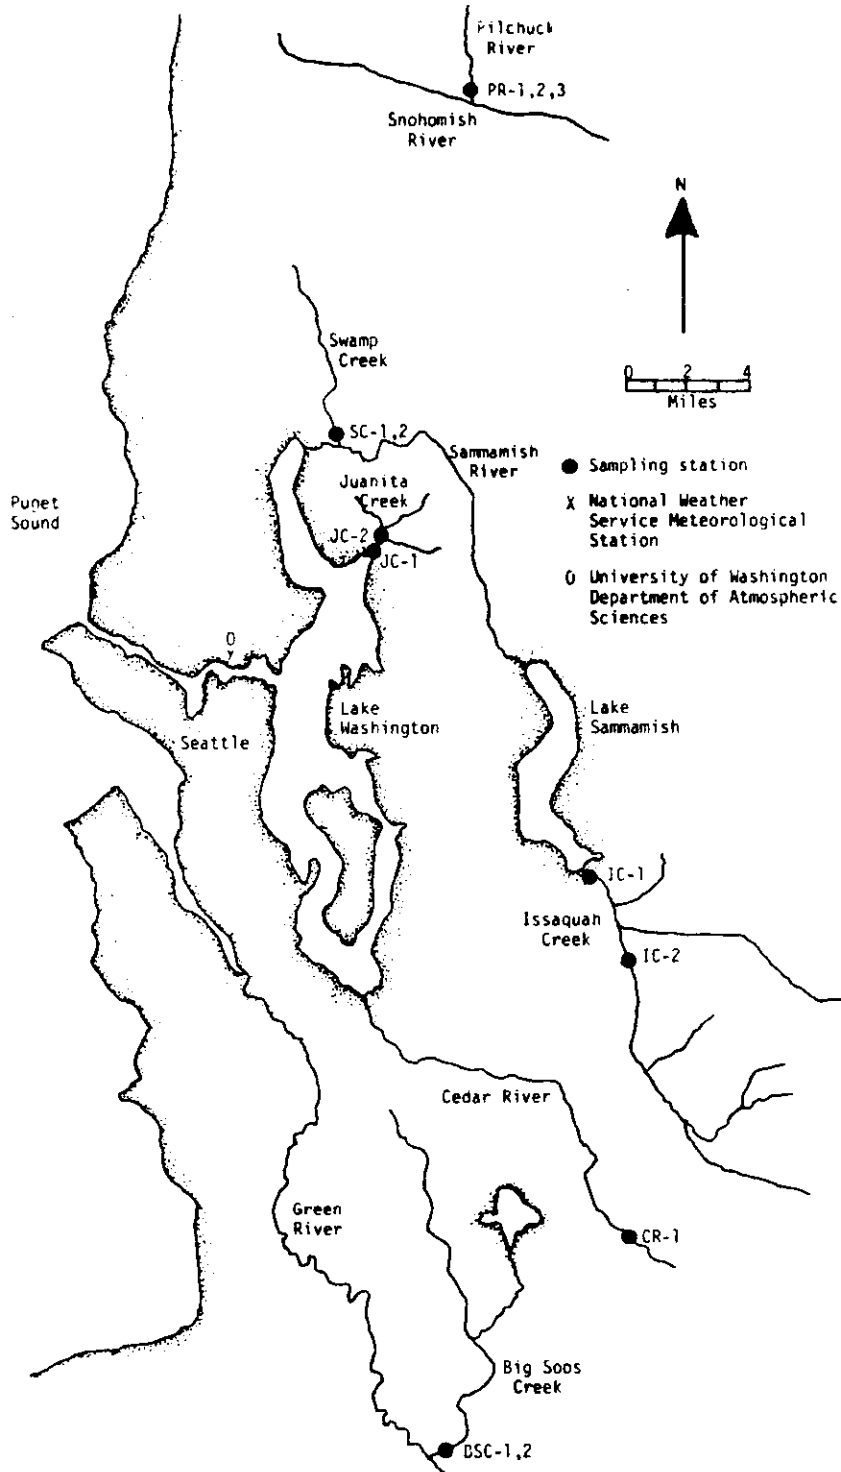 Pilchuck
River
PR-1,2,3
Snohomish
River
N
Swamp
Creek
0 2 4
Miles
SC-1,2
Sammamish
River
Sampling station
Juanita
Creek
Puget
Sound
X National Weather
Service Meteorological
Station
JC-2
JC-1
O University of Washington
Department of Atmospheric
Sciences
O
Lake
Washington
Lake
Sammamish
Seattle
IC-1
Issaquah
Creek
IC-2
Cedar River
Green
River
CR-1
Big Soos
Creek
BSC-1,2